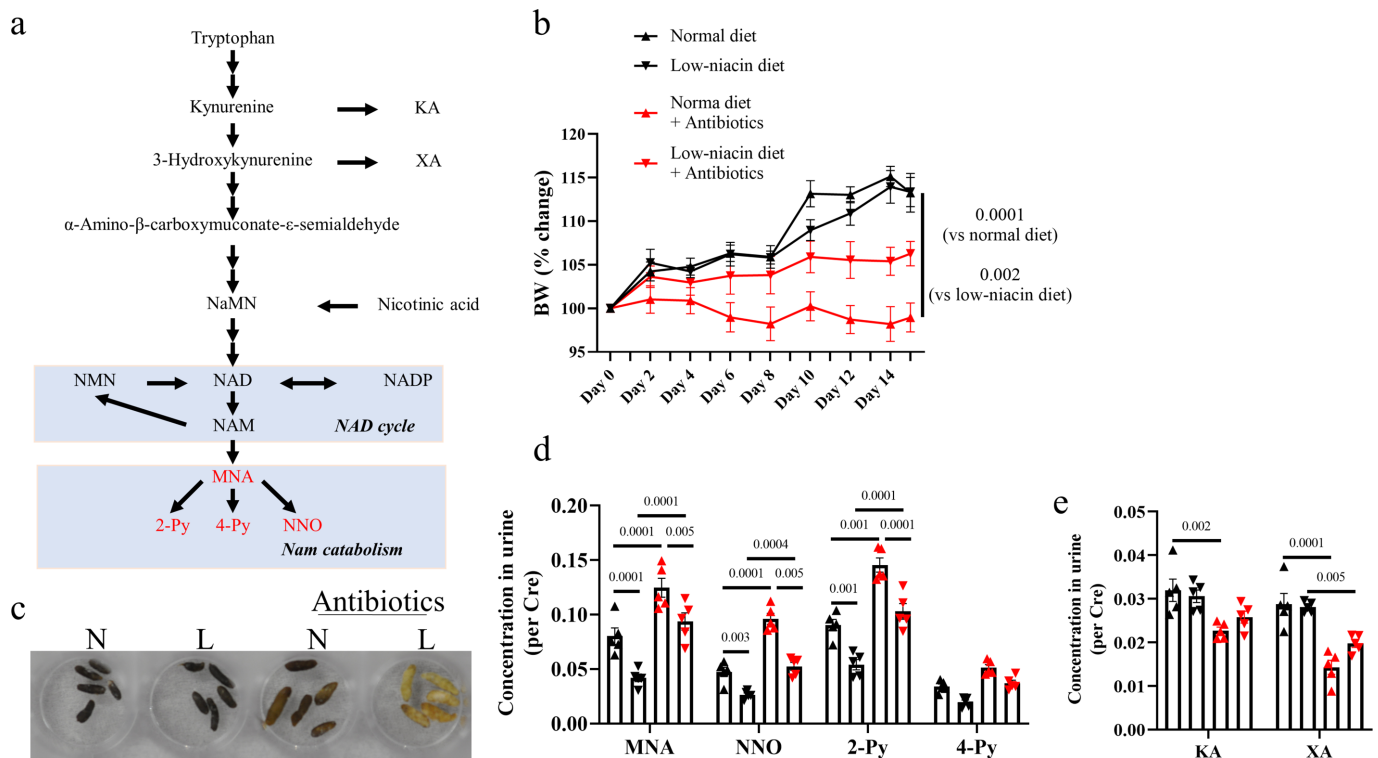 a
Tryptophan
Kynurenine
KA
3-Hydroxykynurenine
XA
α-Amino-β-carboxymuconate-ε-semialdehyde
NaMN
Nicotinic acid
NMN
NAD
NADP
NAM
NAD cycle
MNA
2-Py
4-Py
NNO
Nam catabolism
b
Normal diet
Low-niacin diet
Norma diet
+ Antibiotics
Low-niacin diet
+ Antibiotics
BW (% change)
120
115
110
105
100
95
Day 0
Day 2
Day 4
Day 6
Day 8
Day 10
Day 12
Day 14
0.0001
(vs normal diet)
0.002
(vs low-niacin diet)
c
Antibiotics
N
L
N
L
d
Concentration in urine
(per Cre)
0.20
0.15
0.10
0.05
0.00
0.0001
0.0001
0.005
0.0001
0.0004
0.0001
0.005
0.003
0.0001
0.001
0.0001
0.001
MNA
NNO
2-Py
4-Py
e
Concentration in urine
(per Cre)
0.05
0.04
0.03
0.02
0.01
0.00
0.002
0.0001
0.005
KA
XA